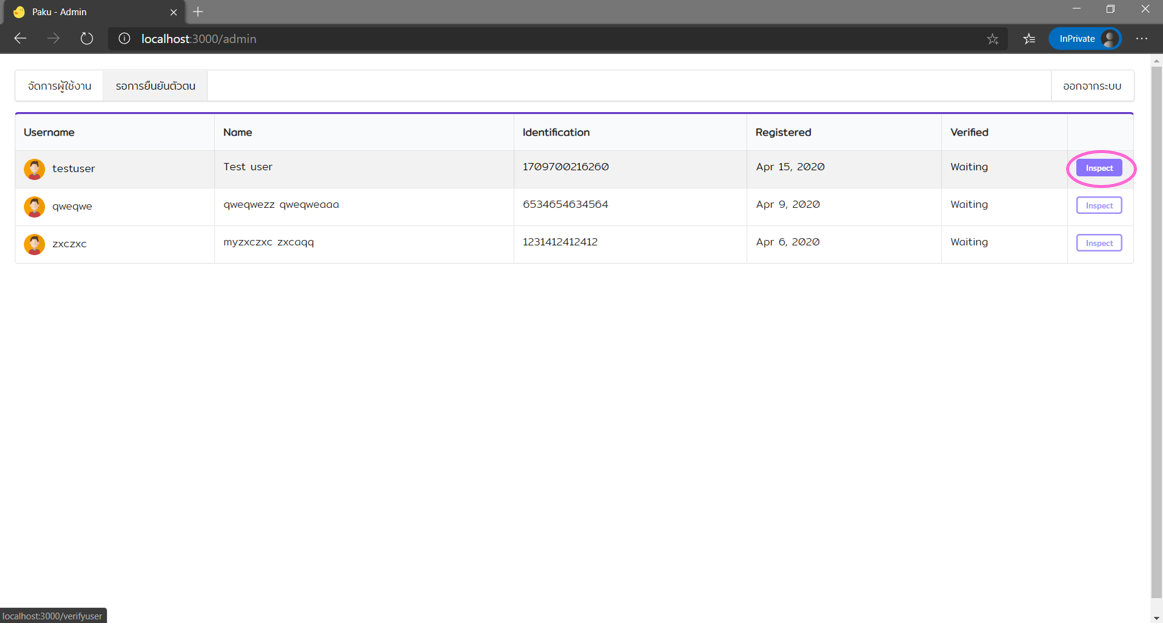 Paku - Admin
localhost:3000/admin
InPrivate
จัดการผู้ใช้งาน รอการยืนยันตัวตน ออกจากระบบ
Username Name Identification Registered Verified
testuser Test user 1709700216260 Apr 15, 2020 Waiting Inspect
qweqwe qweqwezz qweqweaaa 6534654634564 Apr 9, 2020 Waiting Inspect
zxczxc myzxczxc zxcaqq 1231412412412 Apr 6, 2020 Waiting Inspect
localhost:3000/verifyuser